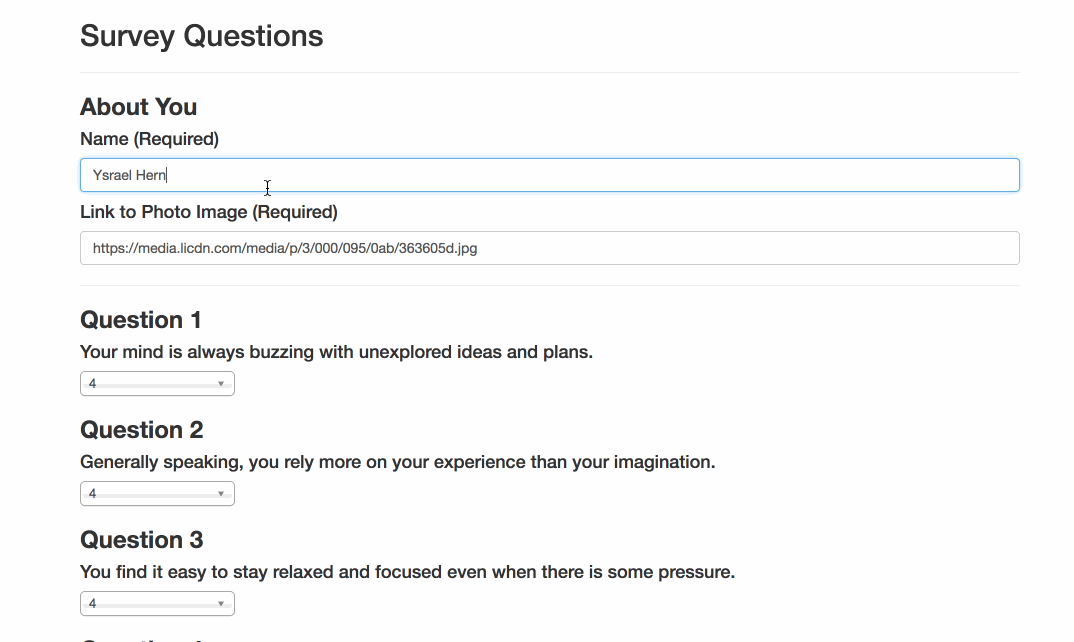 Survey Questions
About You
Name (Required)
Ysrael Hern
Link to Photo Image (Required)
https://media.licdn.com/media/p/3/000/095/0ab/363605d.jpg
Question 1
Your mind is always buzzing with unexplored ideas and plans.
4
Question 2
Generally speaking, you rely more on your experience than your imagination.
4
Question 3
You find it easy to stay relaxed and focused even when there is some pressure.
4